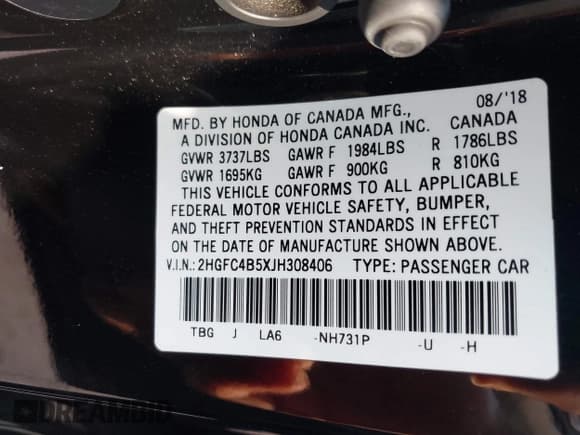 MFD. BY HONDA OF CANADA MFG., 08/'18
A DIVISION OF HONDA CANADA INC. CANADA
GVWR 3737LBS GAWR F 1984LBS R 1786LBS
GVWR 1695KG GAWR F 900KG R 810KG
THIS VEHICLE CONFORMS TO ALL APPLICABLE
FEDERAL MOTOR VEHICLE SAFETY, BUMPER,
AND THEFT PREVENTION STANDARDS IN EFFECT
ON THE DATE OF MANUFACTURE SHOWN ABOVE.
V.I.N.: 2HGFC4B5XJH308406 TYPE: PASSENGER CAR
TBG J LA6 -NH731P -U -H
DREAMBID